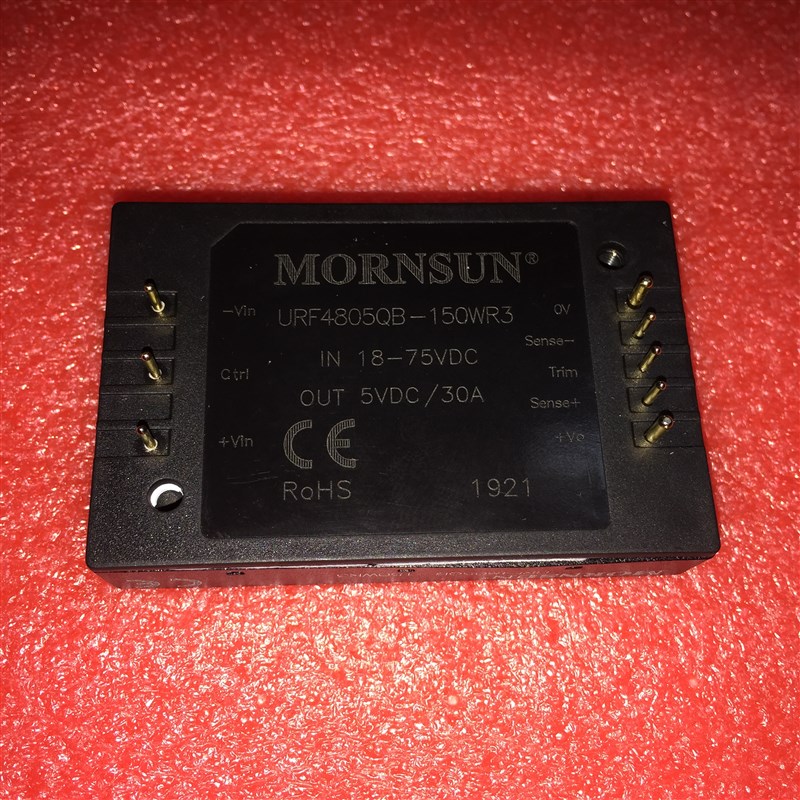 MORNSUN®
URF4805QB-150WR3
IN 18-75VDC
OUT 5VDC/30A
CE
RoHS 1921
-Vin
Ctrl
+Vin
0V
Sense-
Trim
Sense+
+Vo